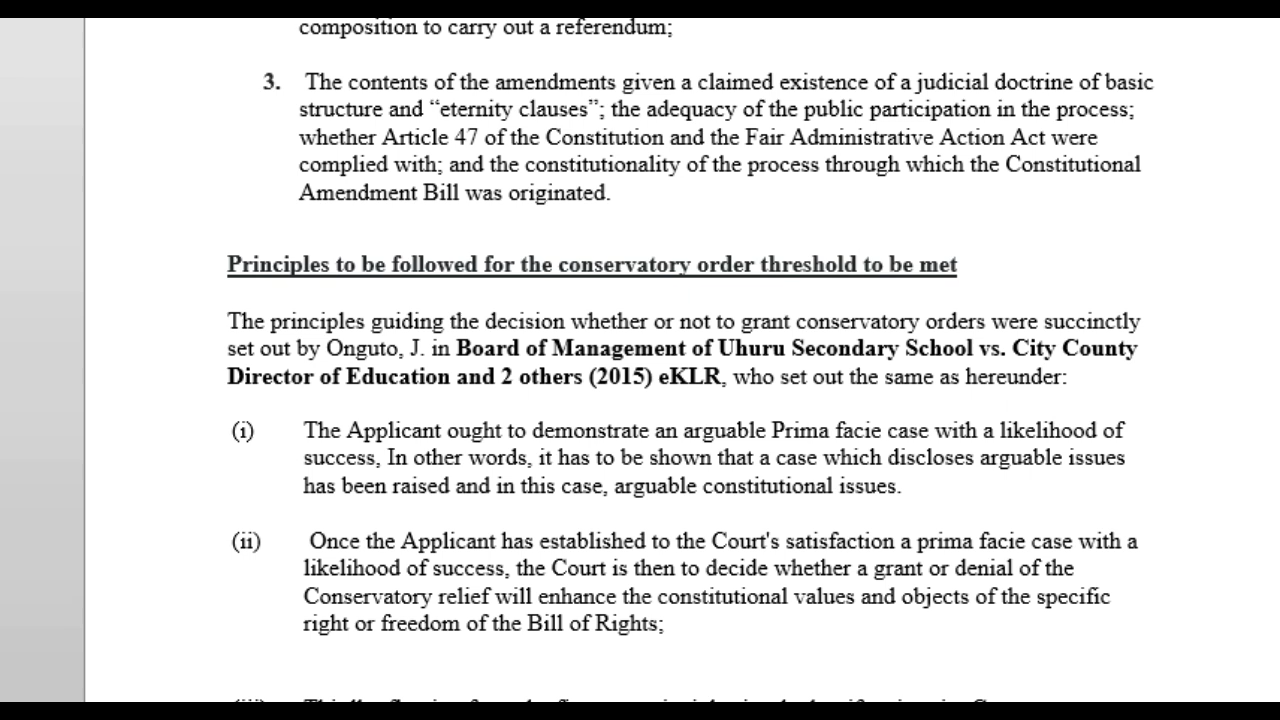 composition to carry out a referendum;
3. The contents of the amendments given a claimed existence of a judicial doctrine of basic
structure and “eternity clauses”; the adequacy of the public participation in the process;
whether Article 47 of the Constitution and the Fair Administrative Action Act were
complied with; and the constitutionality of the process through which the Constitutional
Amendment Bill was originated.
Principles to be followed for the conservatory order threshold to be met
The principles guiding the decision whether or not to grant conservatory orders were succinctly
set out by Onguto, J. in Board of Management of Uhuru Secondary School vs. City County
Director of Education and 2 others (2015) eKLR, who set out the same as hereunder:
(i) The Applicant ought to demonstrate an arguable Prima facie case with a likelihood of
success, In other words, it has to be shown that a case which discloses arguable issues
has been raised and in this case, arguable constitutional issues.
(ii) Once the Applicant has established to the Court's satisfaction a prima facie case with a
likelihood of success, the Court is then to decide whether a grant or denial of the
Conservatory relief will enhance the constitutional values and objects of the specific
right or freedom of the Bill of Rights;